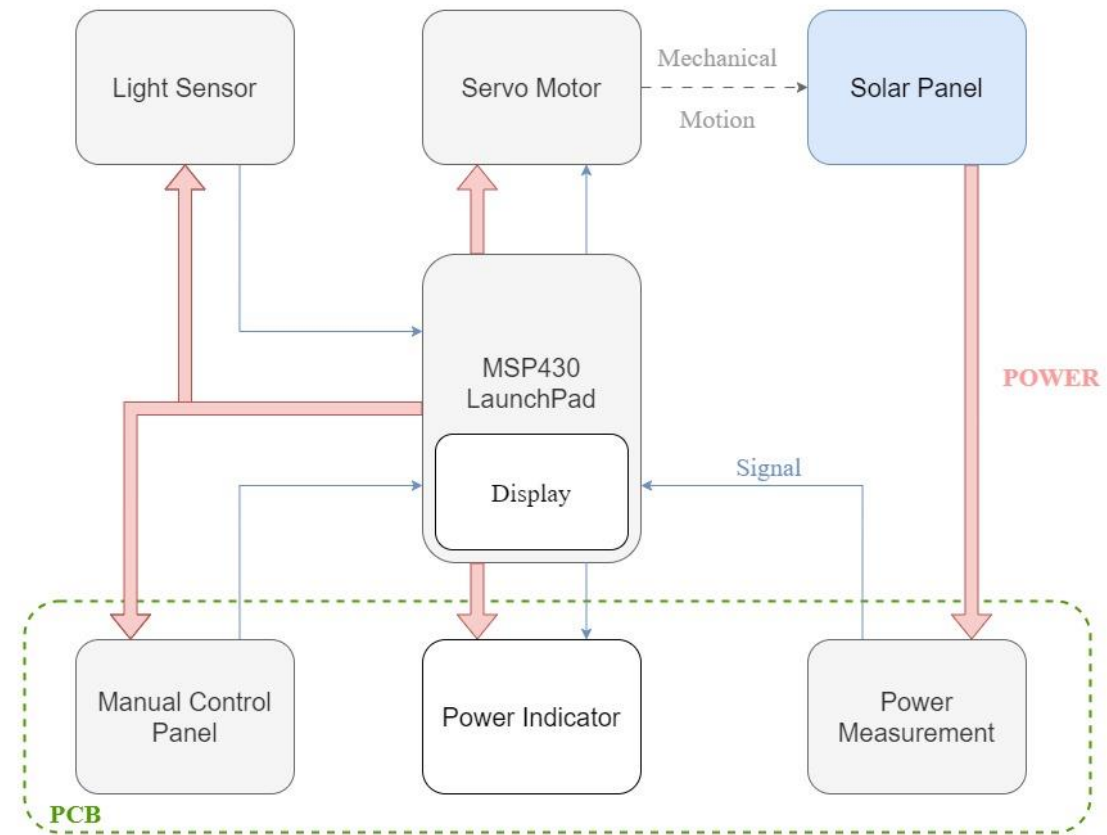 Light Sensor
Servo Motor
Mechanical
Motion
Solar Panel
MSP430
LaunchPad
POWER
Signal
Display
Manual Control
Panel
Power Indicator
Power
Measurement
PCB